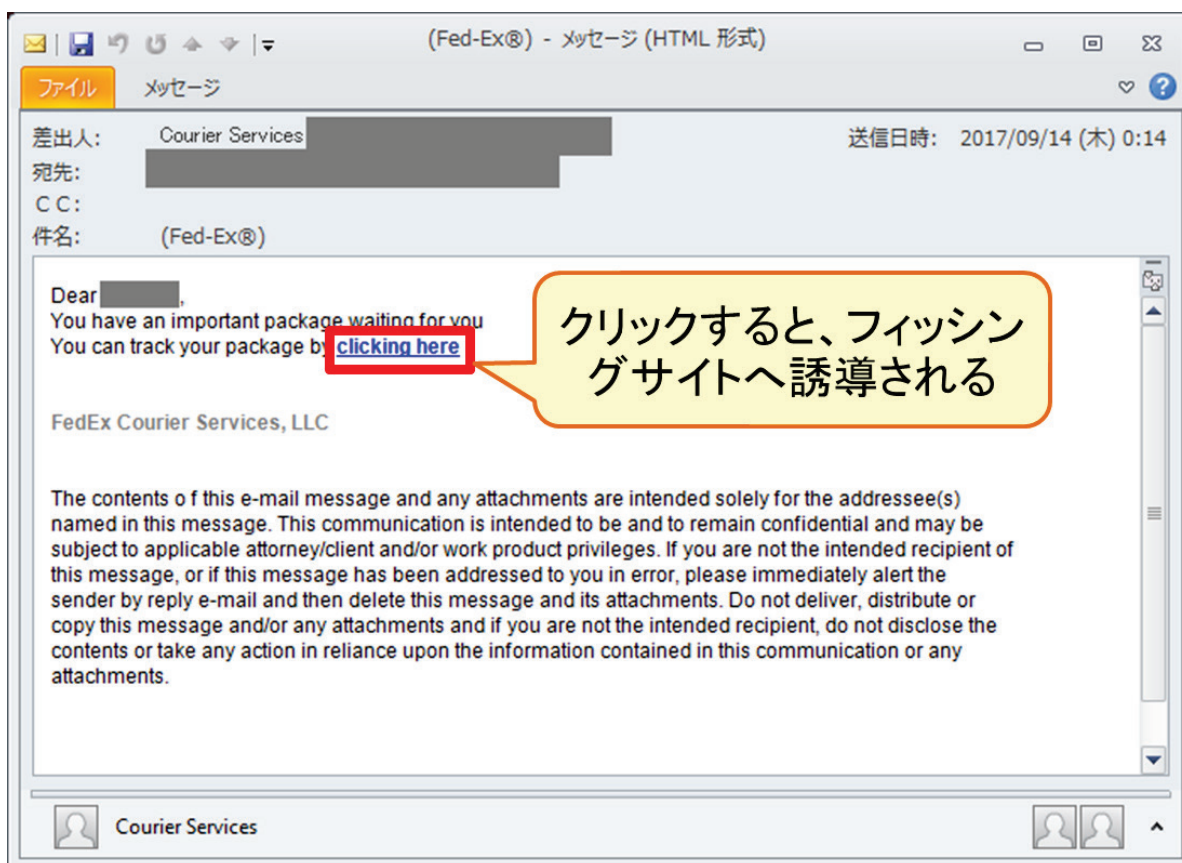 (Fed-Ex®) - メッセージ (HTML 形式)
ファイル メッセージ
差出人: Courier Services 送信日時: 2017/09/14 (木) 0:14
宛先:
CC:
件名: (Fed-Ex®)
Dear ,
You have an important package waiting for you
You can track your package by clicking here
クリックすると、フィッシン
グサイトへ誘導される
FedEx Courier Services, LLC
The contents o f this e-mail message and any attachments are intended solely for the addressee(s)
named in this message. This communication is intended to be and to remain confidential and may be
subject to applicable attorney/client and/or work product privileges. If you are not the intended recipient of
this message, or if this message has been addressed to you in error, please immediately alert the
sender by reply e-mail and then delete this message and its attachments. Do not deliver, distribute or
copy this message and/or any attachments and if you are not the intended recipient, do not disclose the
contents or take any action in reliance upon the information contained in this communication or any
attachments.
Courier Services